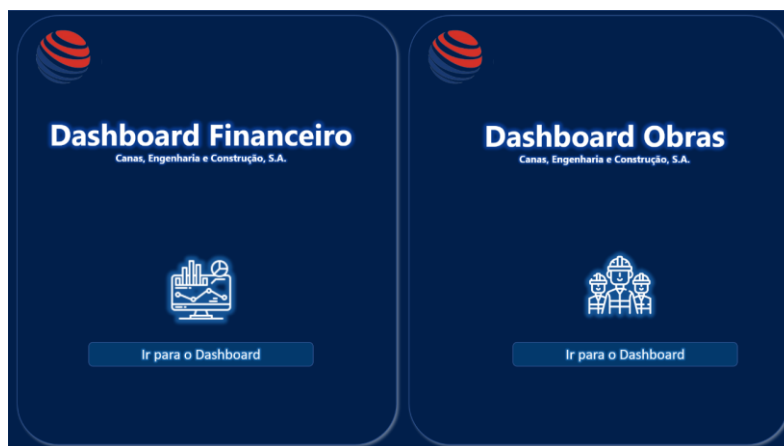 Dashboard Financeiro
Canas, Engenharia e Construção, S.A.
Ir para o Dashboard
Dashboard Obras
Canas, Engenharia e Construção, S.A.
Ir para o Dashboard